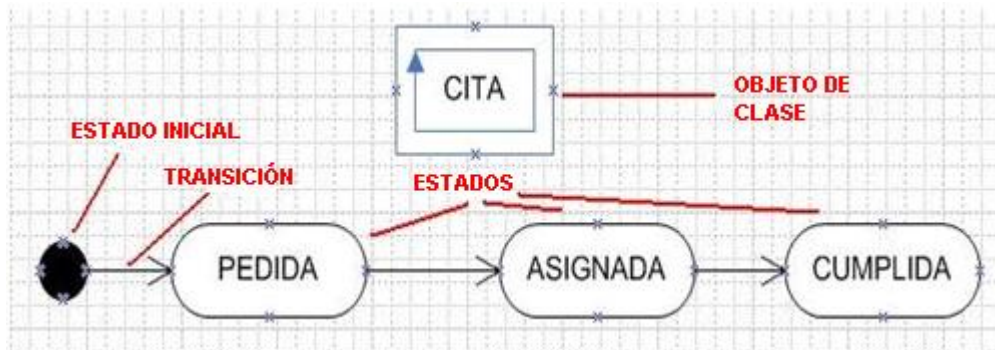 CITA
OBJETO DE
CLASE
ESTADO INICIAL
TRANSICIÓN
ESTADOS
PEDIDA
ASIGNADA
CUMPLIDA